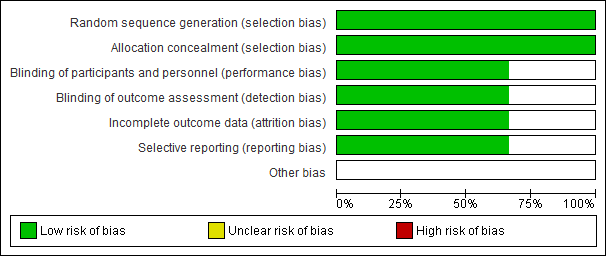 Random sequence generation (selection bias)
Allocation concealment (selection bias)
Blinding of participants and personnel (performance bias)
Blinding of outcome assessment (detection bias)
Incomplete outcome data (attrition bias)
Selective reporting (reporting bias)
Other bias
0% 25% 50% 75% 100%
Low risk of bias Unclear risk of bias High risk of bias